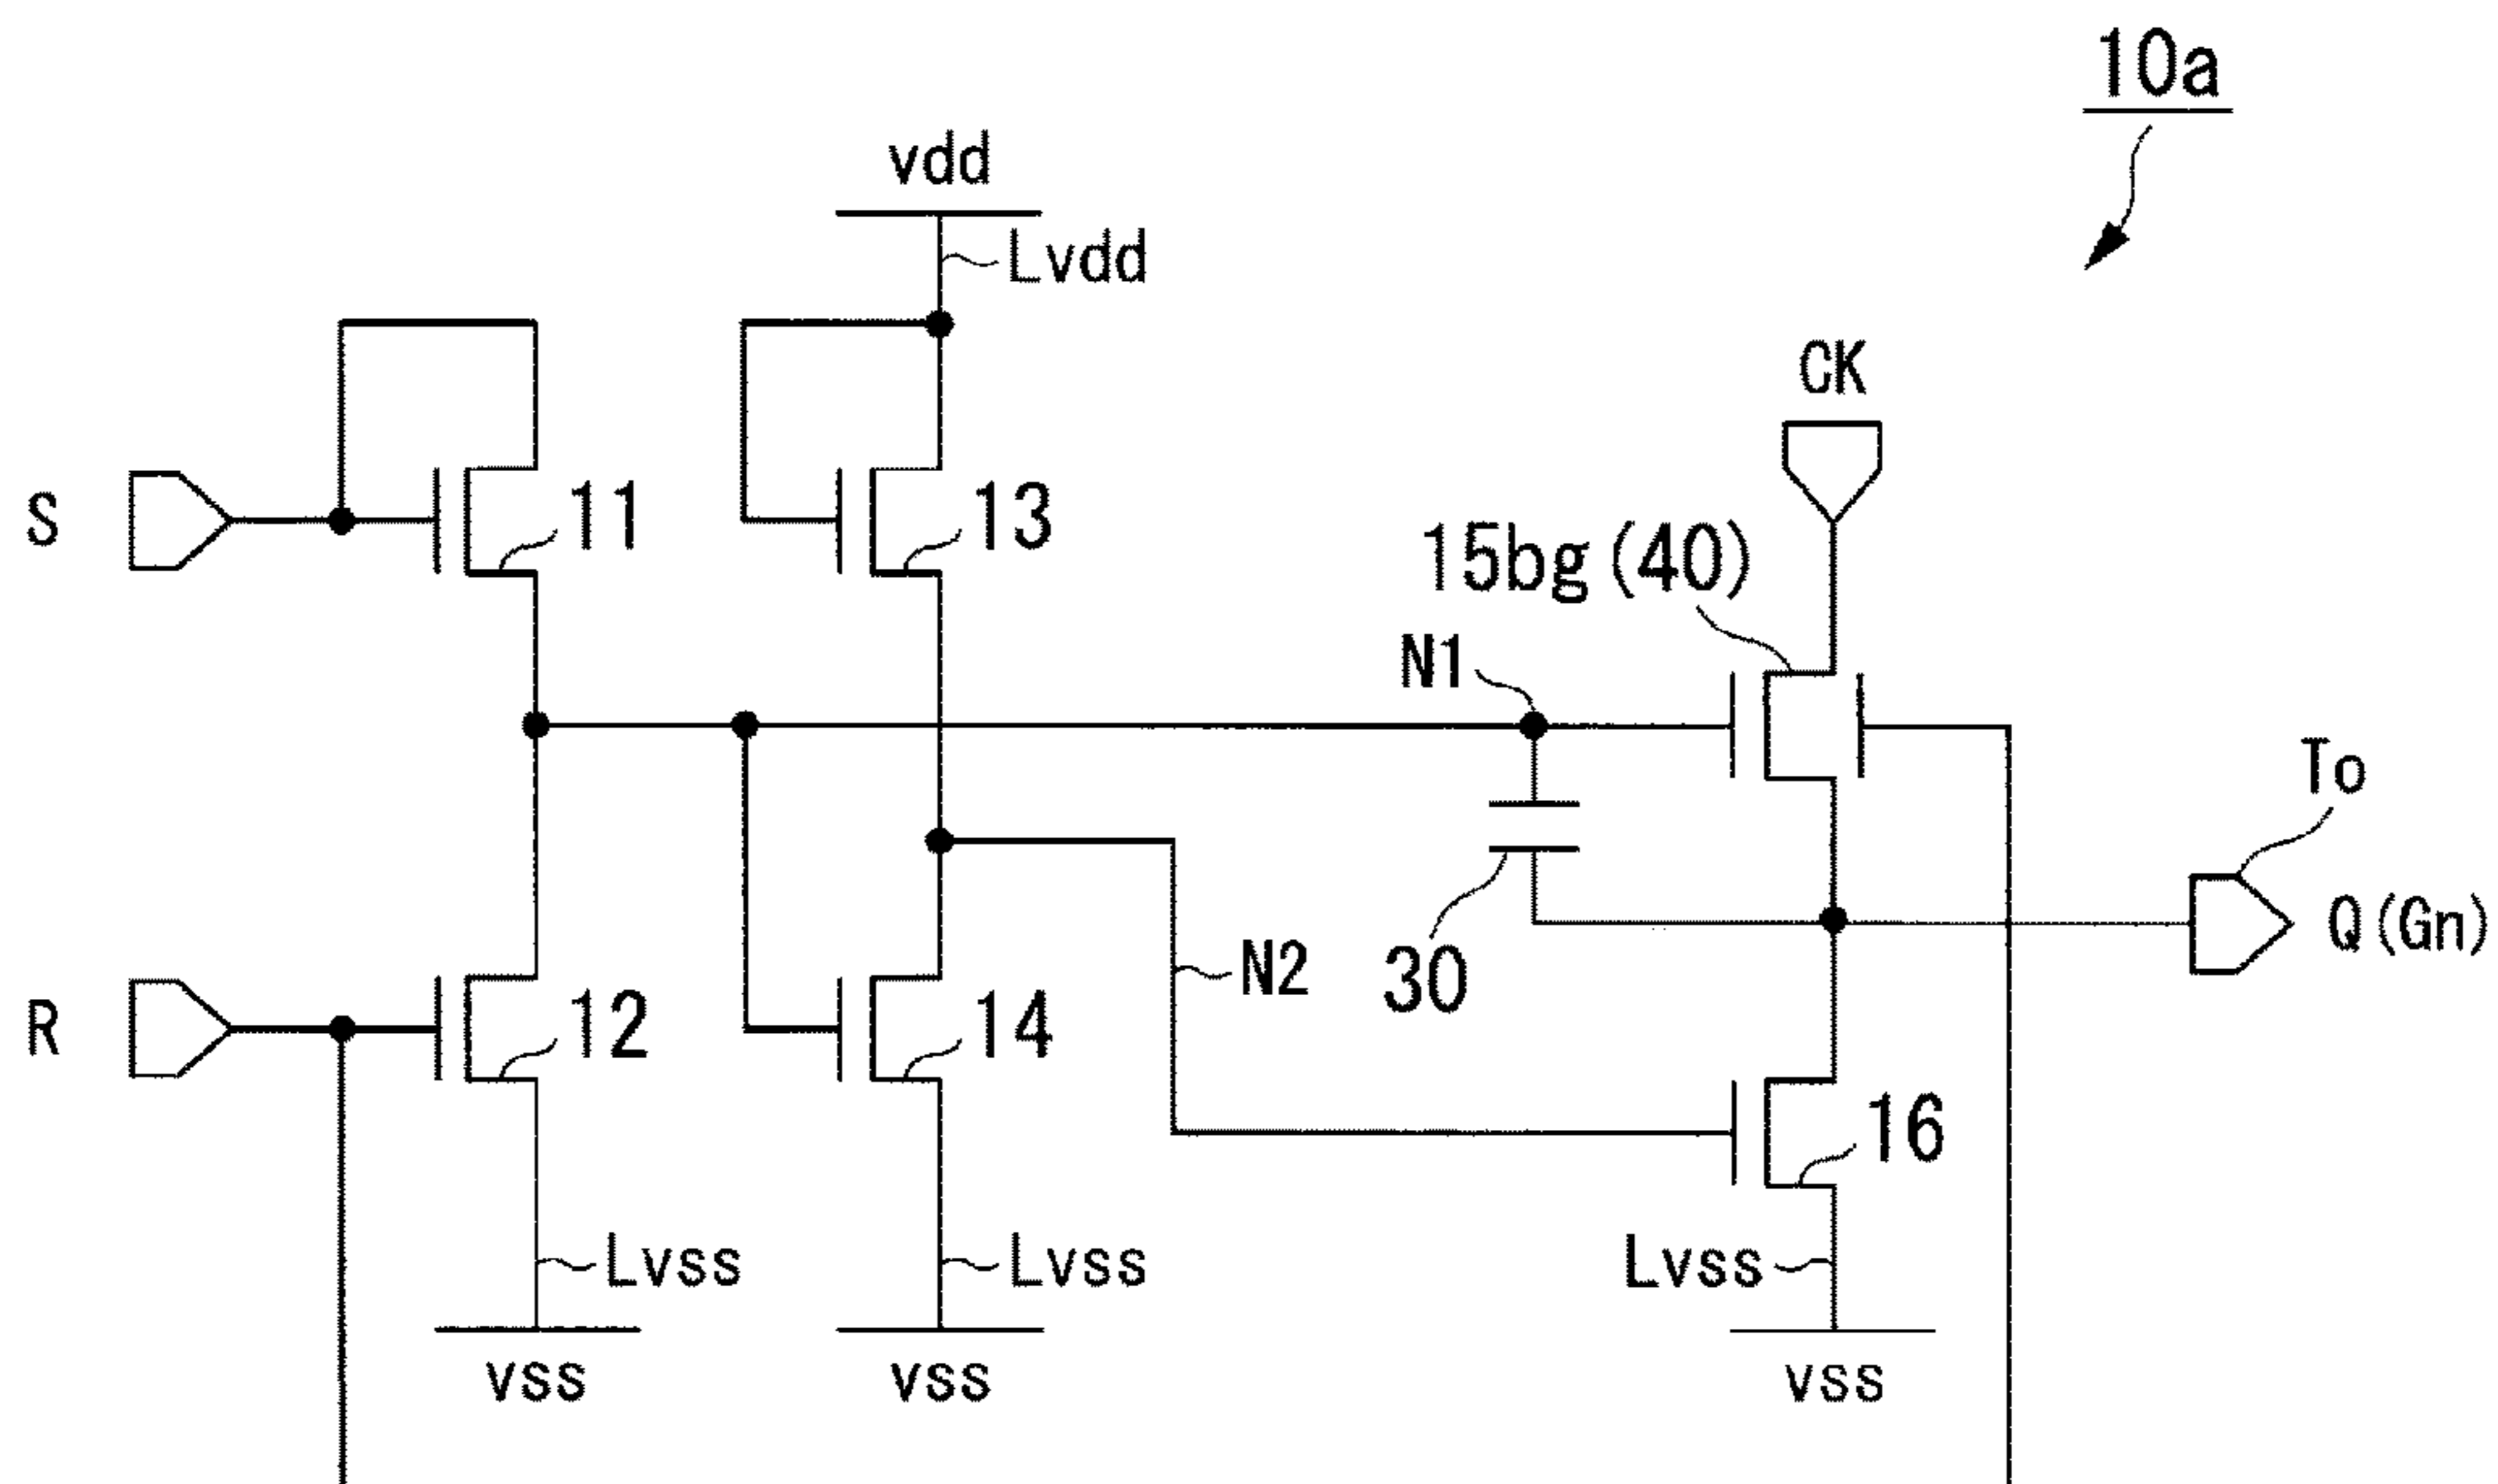 10a
vdd
Lvdd
CK
S
11
13
15bg(40)
N1
To
Q(Gn)
N2
30
R
12
14
16
Lvss
Lvss
Lvss
vss
vss
vss